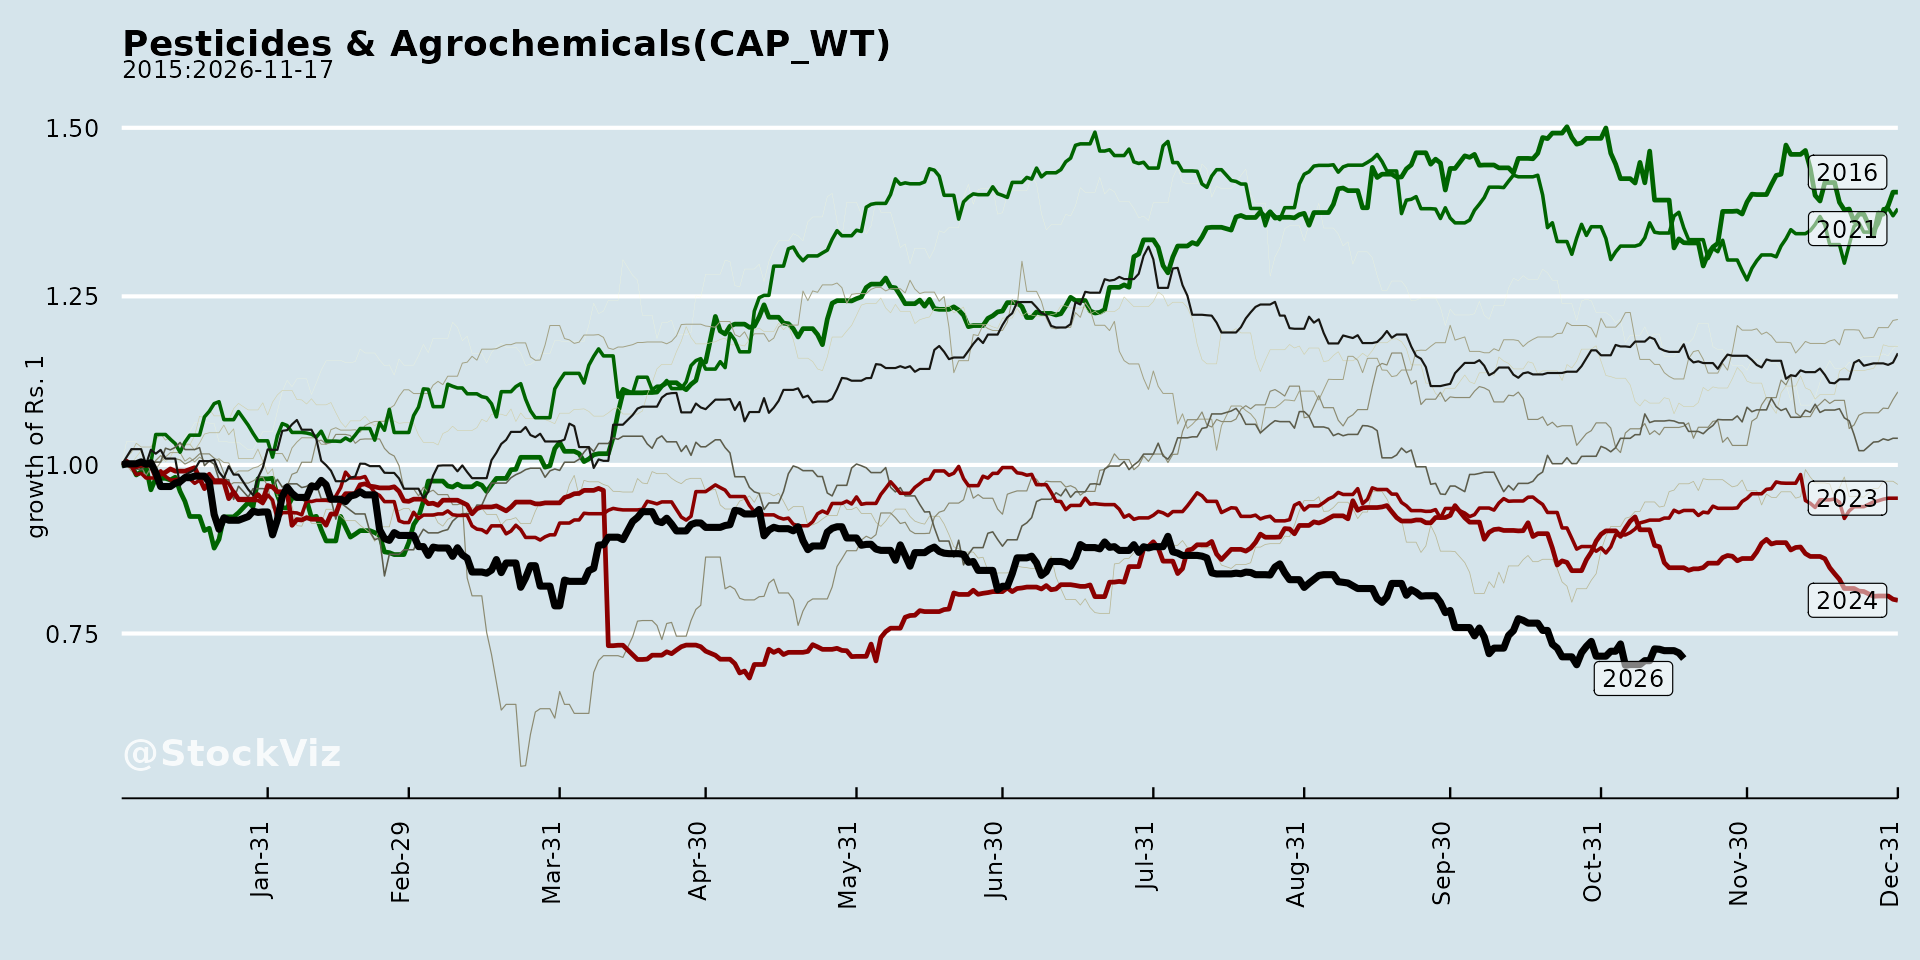 Pesticides & Agrochemicals(CAP_WT)
2015:2026-11-17
growth of Rs. 1
1.50
1.25
1.00
0.75
2016
2021
2023
2024
2026
@StockViz
Jan-31
Feb-29
Mar-31
Apr-30
May-31
Jun-30
Jul-31
Aug-31
Sep-30
Oct-31
Nov-30
Dec-31